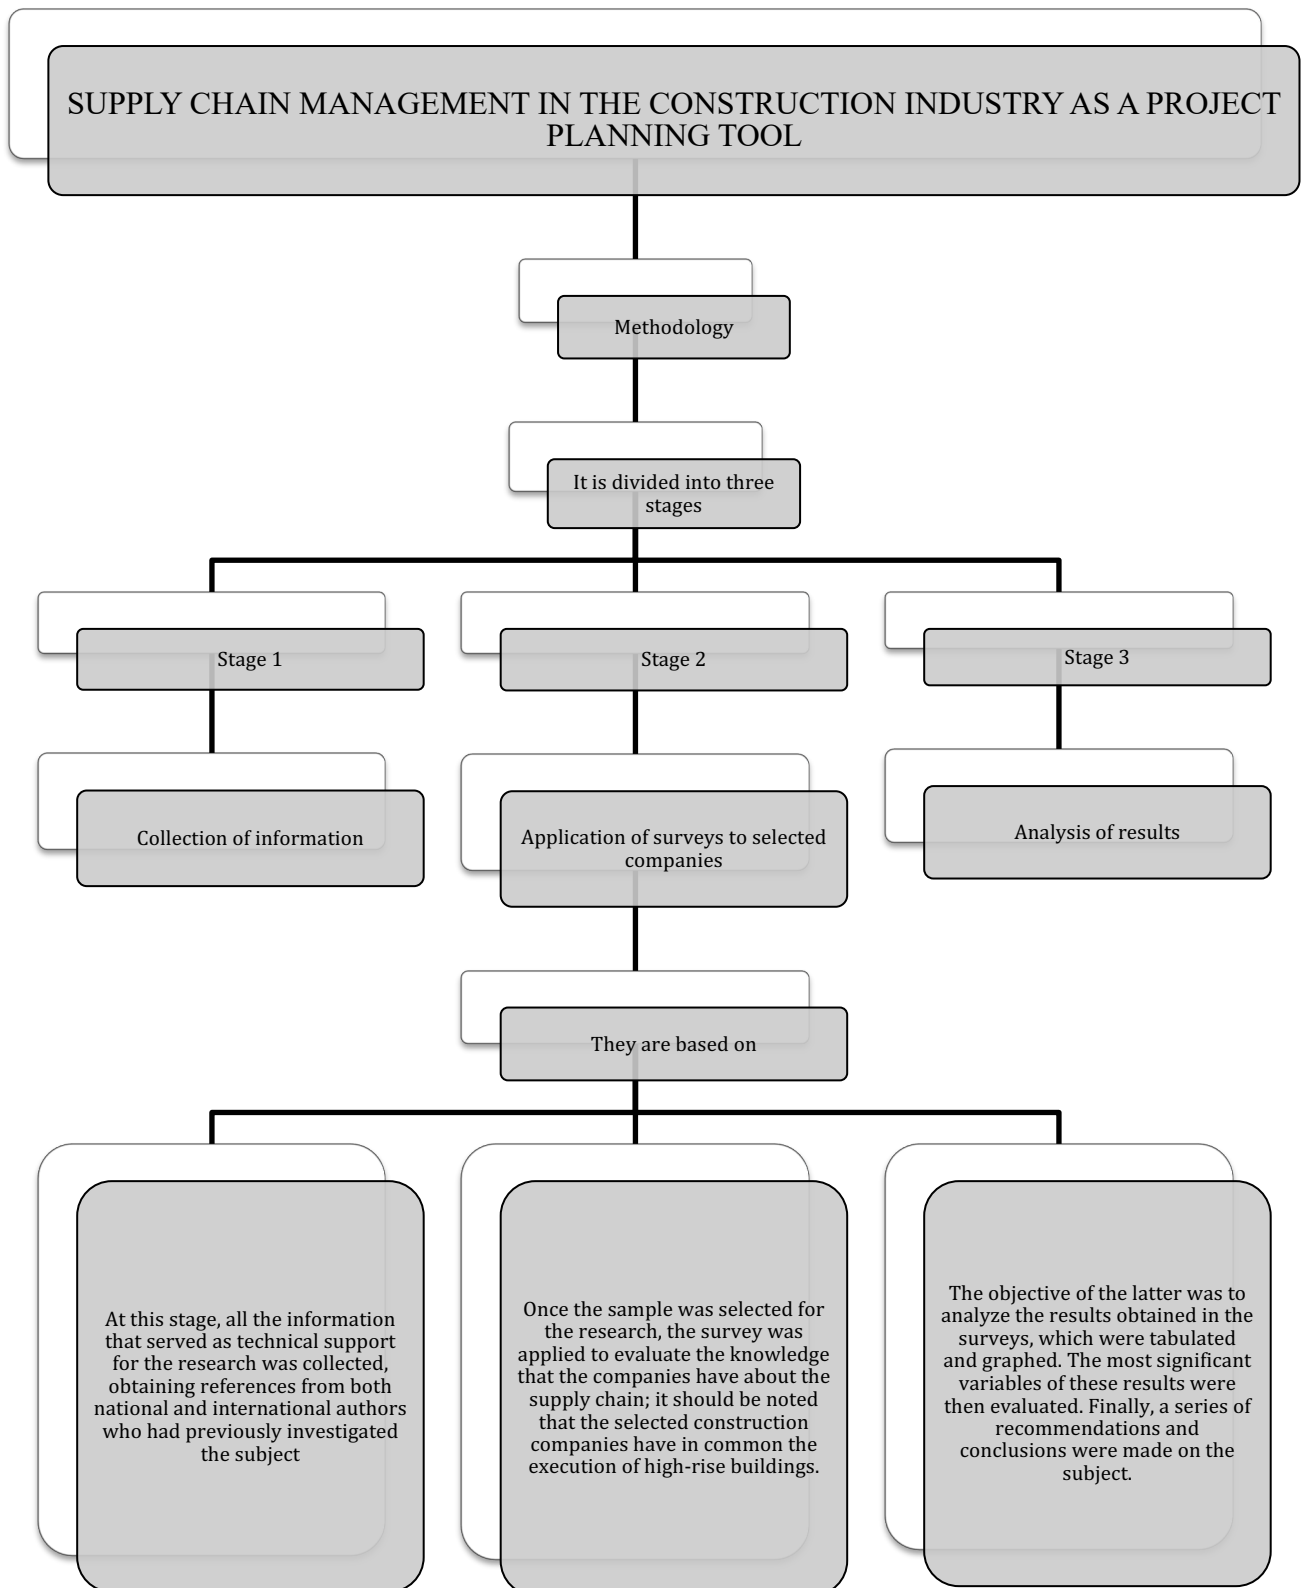 SUPPLY CHAIN MANAGEMENT IN THE CONSTRUCTION INDUSTRY AS A PROJECT
PLANNING TOOL
Methodology
It is divided into three
stages
Stage 1
Stage 2
Stage 3
Collection of information
Application of surveys to selected
companies
Analysis of results
They are based on
At this stage, all the information
that served as technical support
for the research was collected,
obtaining references from both
national and international authors
who had previously investigated
the subject
Once the sample was selected for
the research, the survey was
applied to evaluate the knowledge
that the companies have about the
supply chain; it should be noted
that the selected construction
companies have in common the
execution of high-rise buildings.
The objective of the latter was to
analyze the results obtained in the
surveys, which were tabulated
and graphed. The most significant
variables of these results were
then evaluated. Finally, a series of
recommendations and
conclusions were made on the
subject.